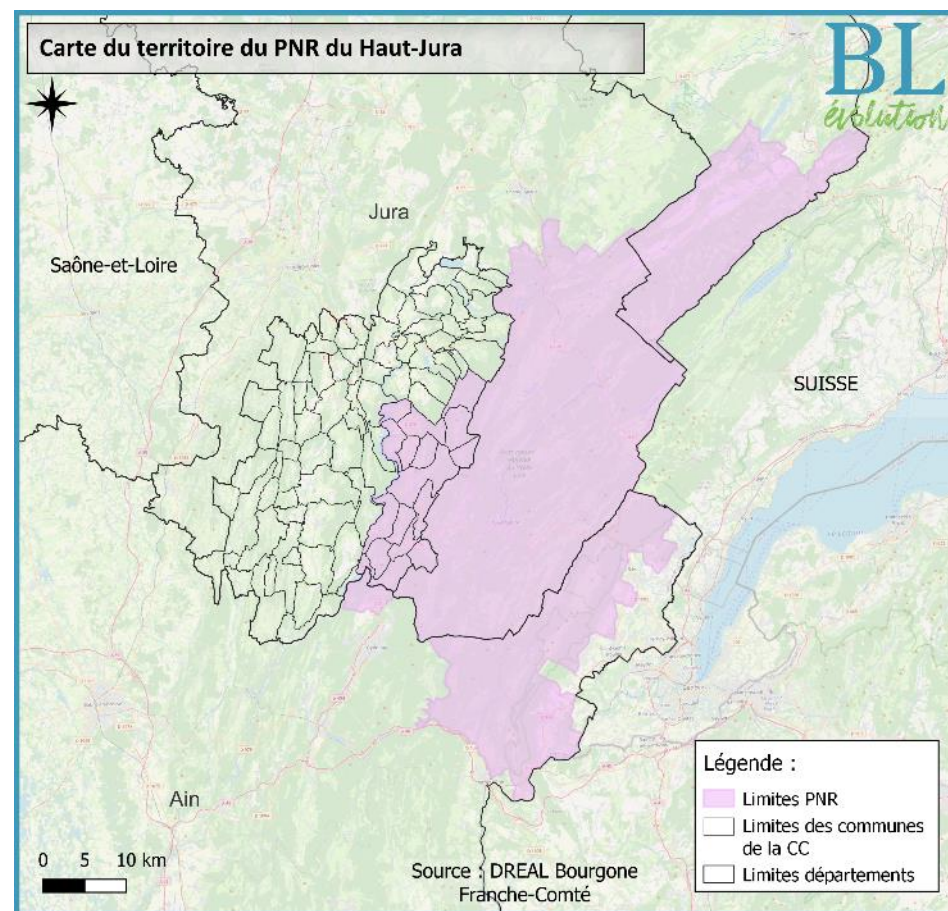 Carte du territoire du PNR du Haut-Jura
BL
évolution
Jura
Saône-et-Loire
SUISSE
Ain
Légende :
Limites PNR
Limites des communes
de la CC
Limites départements
0 5 10 km
Source : DREAL Bourgone
Franche-Comté